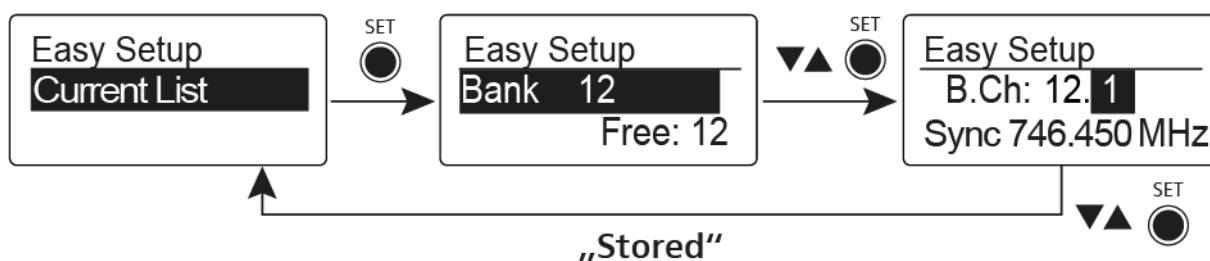 Easy Setup
Current List
SET
Easy Setup
Bank 12
Free: 12
▼▲ SET
Easy Setup
B.Ch: 12. 1
Sync 746.450 MHz
▼▲ SET
„Stored“